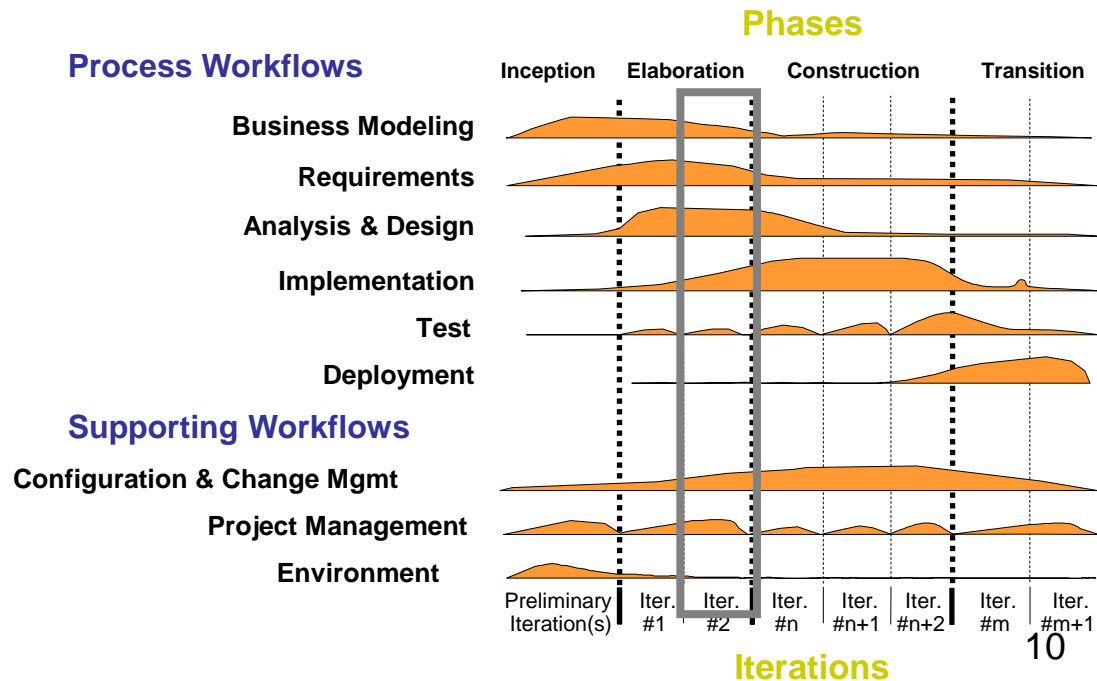 Phases
Process Workflows
Inception Elaboration Construction Transition
Business Modeling
Requirements
Analysis & Design
Implementation
Test
Deployment
Supporting Workflows
Configuration & Change Mgmt
Project Management
Environment
Preliminary Iter. Iter. Iter. Iter. Iter. Iter. Iter.
Iteration(s) #1 #2 #n #n+1 #n+2 #m #m+1
10
Iterations